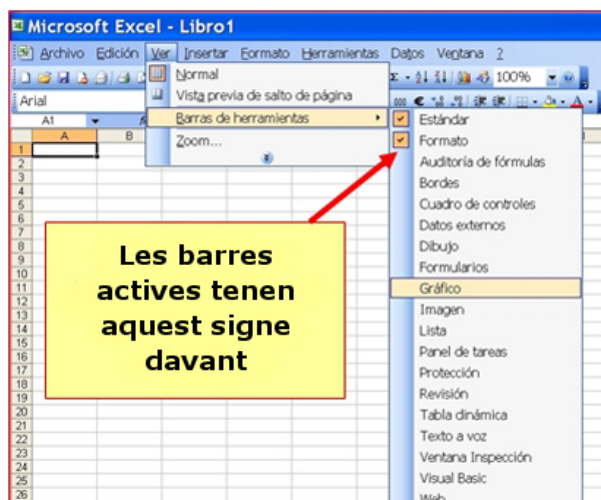 Microsoft Excel - Libro1
Archivo Edición Ver Insertar Formato Herramientas Datos Ventana ?
Normal
100%
Arial
Vista previa de salto de página
A1
Barras de herramientas
Estándar
A
B
Zoom...
Formato
1
2
Auditoría de fórmulas
3
4
Bordes
5
Cuadro de controles
6
7
Datos externos
8
Dibujo
9
Formularios
10
11
Gráfico
12
Imagen
13
14
Lista
15
Panel de tareas
16
17
Protección
18
Revisión
19
20
Tabla dinámica
21
Texto a voz
22
23
Ventana Inspección
24
Visual Basic
25
26
Web
Les barres
actives tenen
aquest signe
davant